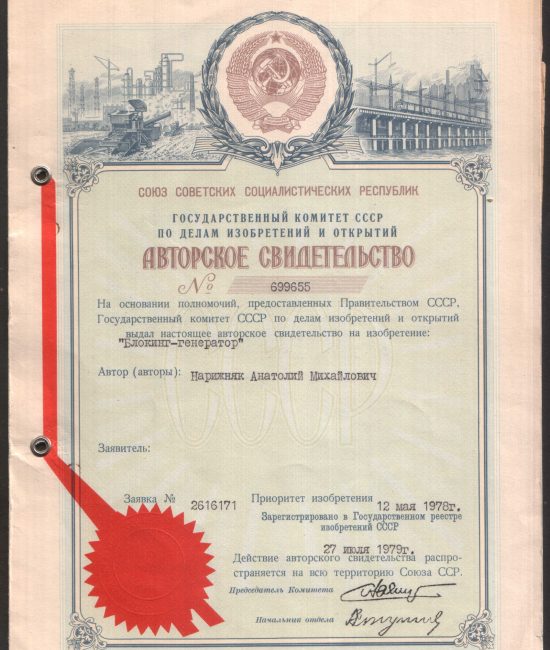 СОЮЗ СОВЕТСКИХ СОЦИАЛИСТИЧЕСКИХ РЕСПУБЛИК
ГОСУДАРСТВЕННЫЙ КОМИТЕТ СССР
ПО ДЕЛАМ ИЗОБРЕТЕНИЙ И ОТКРЫТИЙ
АВТОРСКОЕ СВИДЕТЕЛЬСТВО
№ 699655
На основании полномочий, предоставленных Правительством СССР,
Государственный комитет СССР по делам изобретений и открытий
выдал настоящее авторское свидетельство на изобретение:
"Блокинг-генератор"
Автор (авторы): Нарижняк Анатолий Михайлович
СССР
Заявитель:
Заявка № 2616171 Приоритет изобретения 12 мая 1978г.
Зарегистрировано в Государственном реестре
изобретений СССР
27 июля 1979г.
Действие авторского свидетельства распро-
страняется на всю территорию Союза ССР.
Председатель Комитета
Начальник отдела